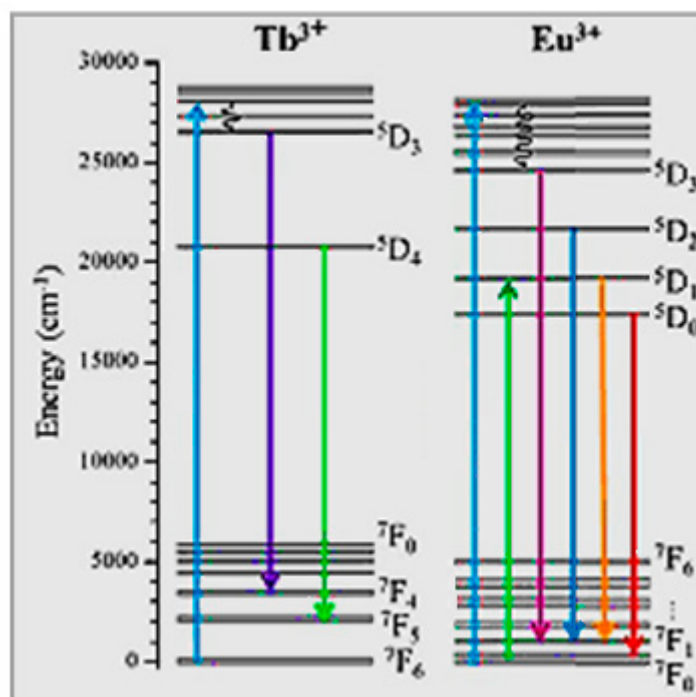 Tb³⁺ Eu³⁺
30000
25000
20000
15000
10000
5000
0
Energy (cm⁻¹)
⁵D₃
⁵D₄
⁷F₀
⁷F₄
⁷F₅
⁷F₆
⁵D₃
⁵D₂
⁵D₁
⁵D₀
⁷F₆
...
⁷F₁
⁷F₀